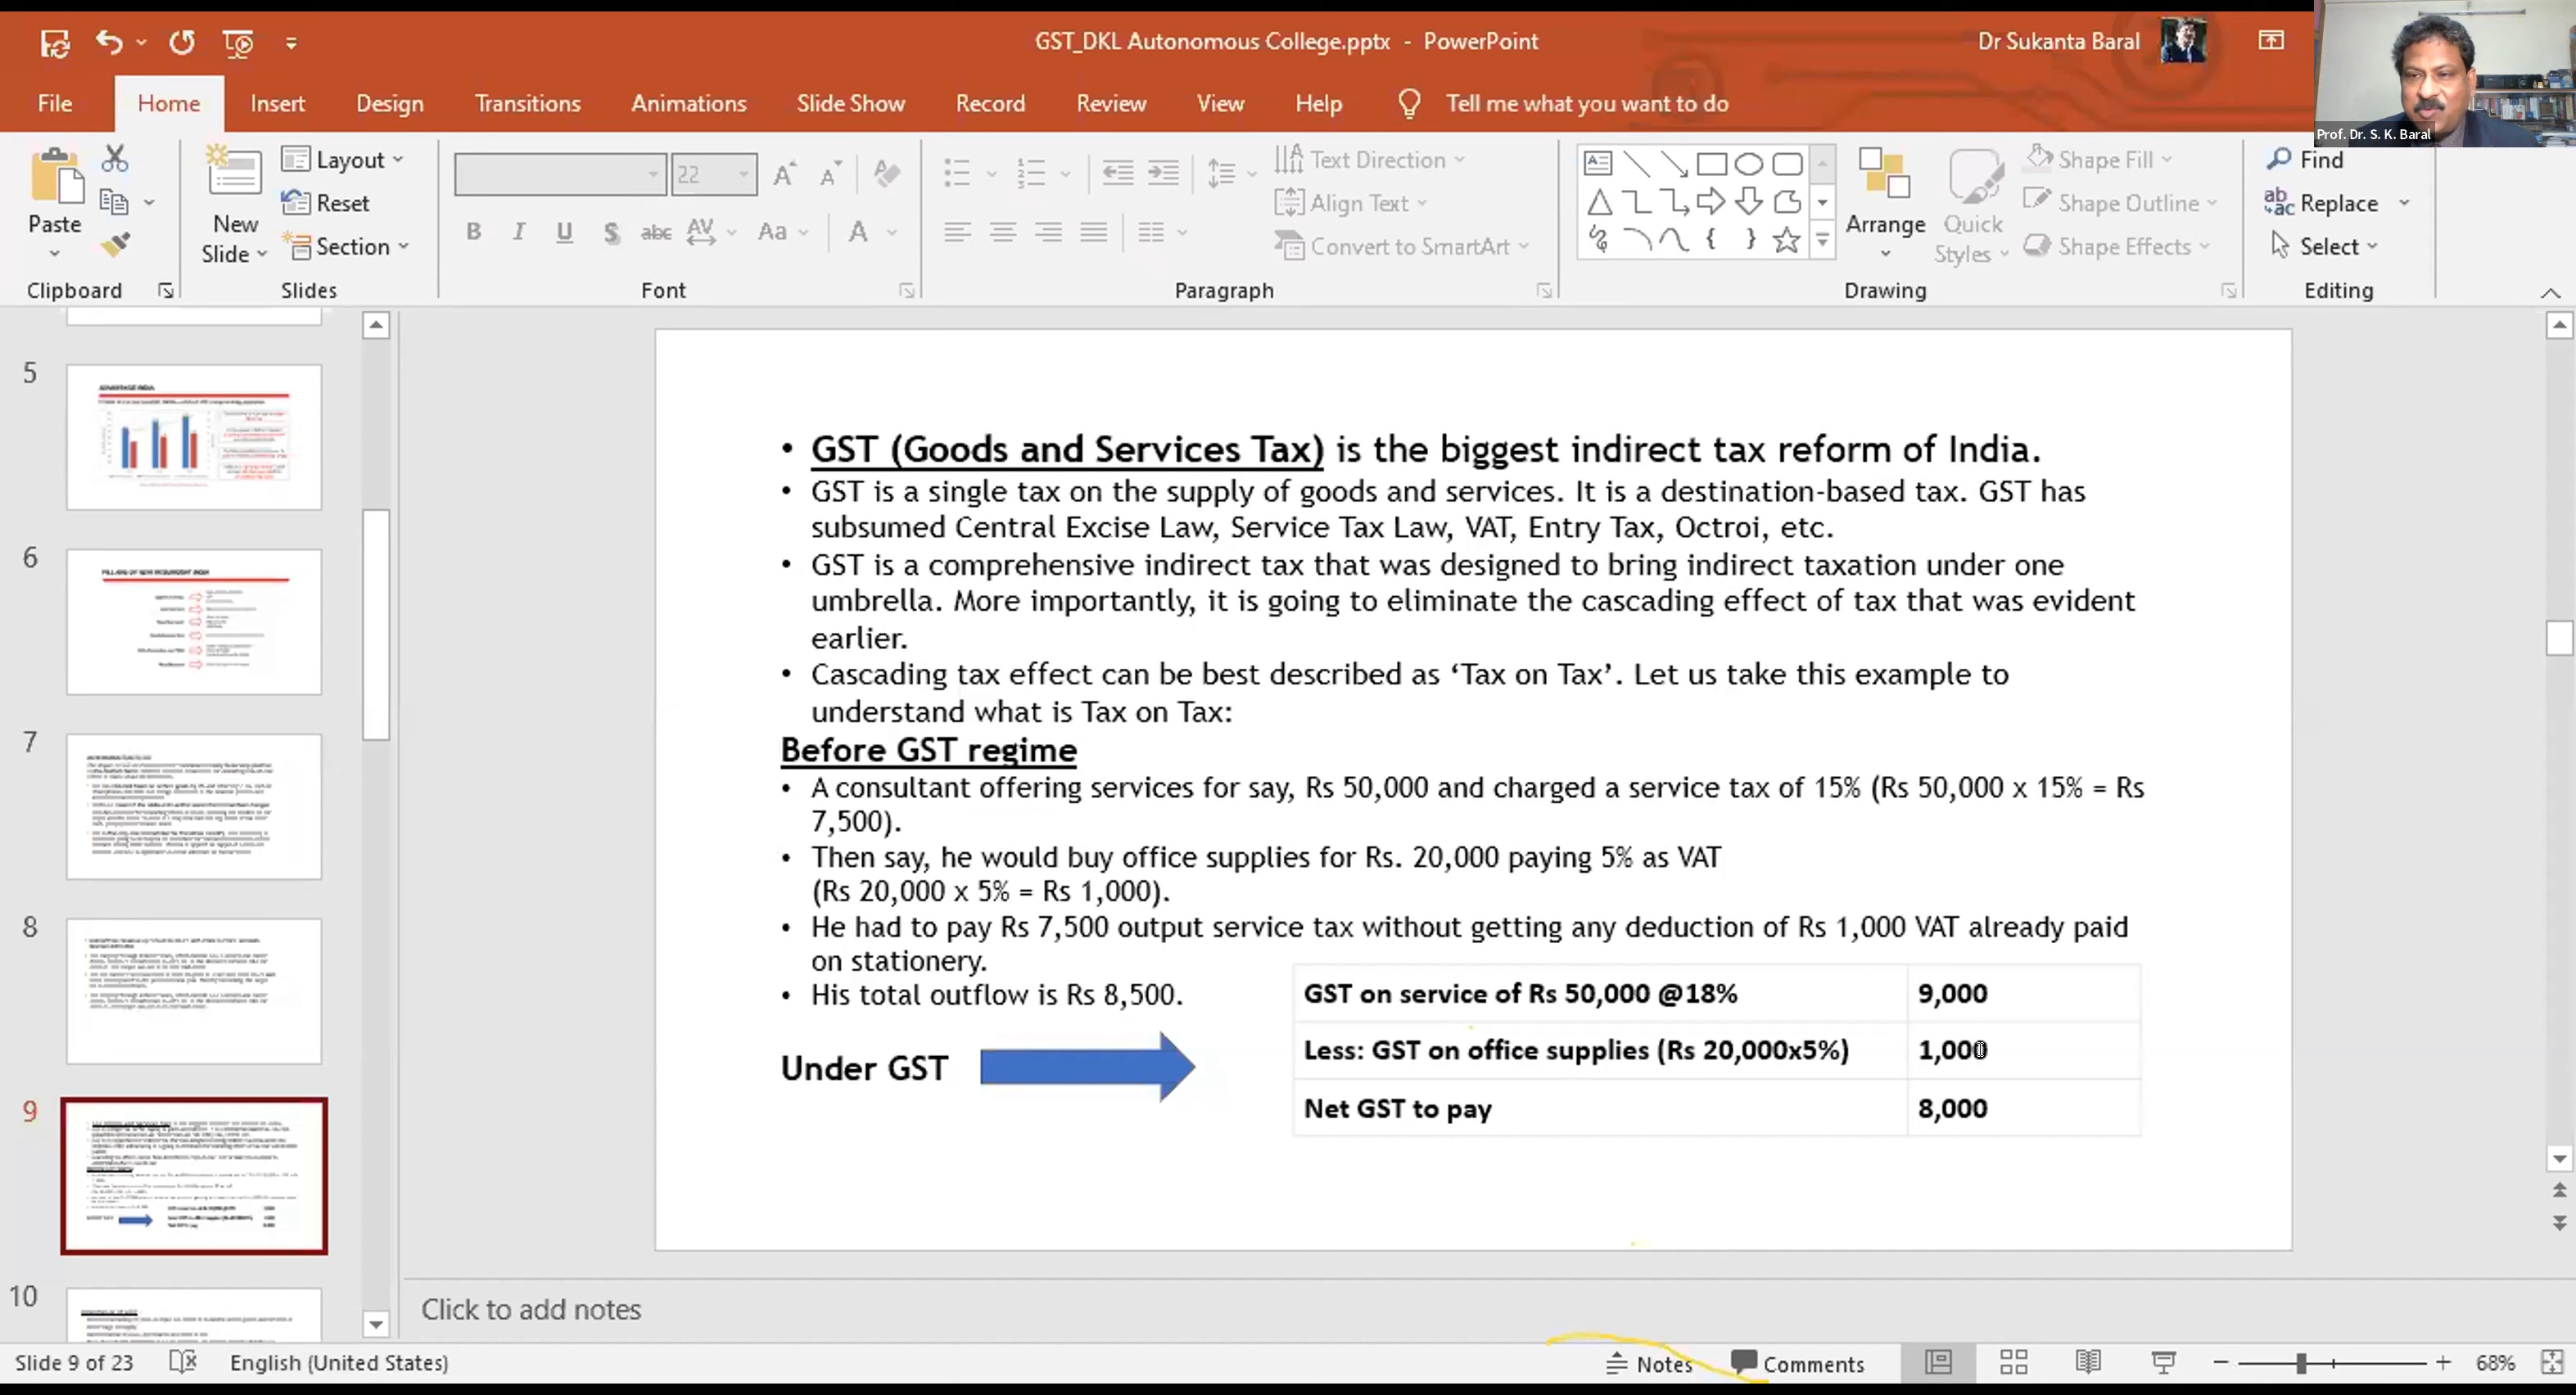 GST_DKL Autonomous College.pptx - PowerPoint
Dr Sukanta Baral
Prof. Dr. S. K. Baral
File Home Insert Design Transitions Animations Slide Show Record Review View Help Tell me what you want to do
Paste
Clipboard
New Slide
Layout
Reset
Section
Slides
22
B I U S abc AV Aa A
Font
Text Direction
Align Text
Convert to SmartArt
Paragraph
Arrange
Quick Styles
Shape Fill
Shape Outline
Shape Effects
Drawing
Find
Replace
Select
Editing
5
6
7
8
9
10
• GST (Goods and Services Tax) is the biggest indirect tax reform of India.
• GST is a single tax on the supply of goods and services. It is a destination-based tax. GST has
subsumed Central Excise Law, Service Tax Law, VAT, Entry Tax, Octroi, etc.
• GST is a comprehensive indirect tax that was designed to bring indirect taxation under one
umbrella. More importantly, it is going to eliminate the cascading effect of tax that was evident
earlier.
• Cascading tax effect can be best described as ‘Tax on Tax’. Let us take this example to
understand what is Tax on Tax:
Before GST regime
• A consultant offering services for say, Rs 50,000 and charged a service tax of 15% (Rs 50,000 x 15% = Rs
7,500).
• Then say, he would buy office supplies for Rs. 20,000 paying 5% as VAT
(Rs 20,000 x 5% = Rs 1,000).
• He had to pay Rs 7,500 output service tax without getting any deduction of Rs 1,000 VAT already paid
on stationery.
• His total outflow is Rs 8,500.
Under GST
GST on service of Rs 50,000 @18% 9,000
Less: GST on office supplies (Rs 20,000x5%) 1,000
Net GST to pay 8,000
Click to add notes
Slide 9 of 23 English (United States) Notes Comments 68%